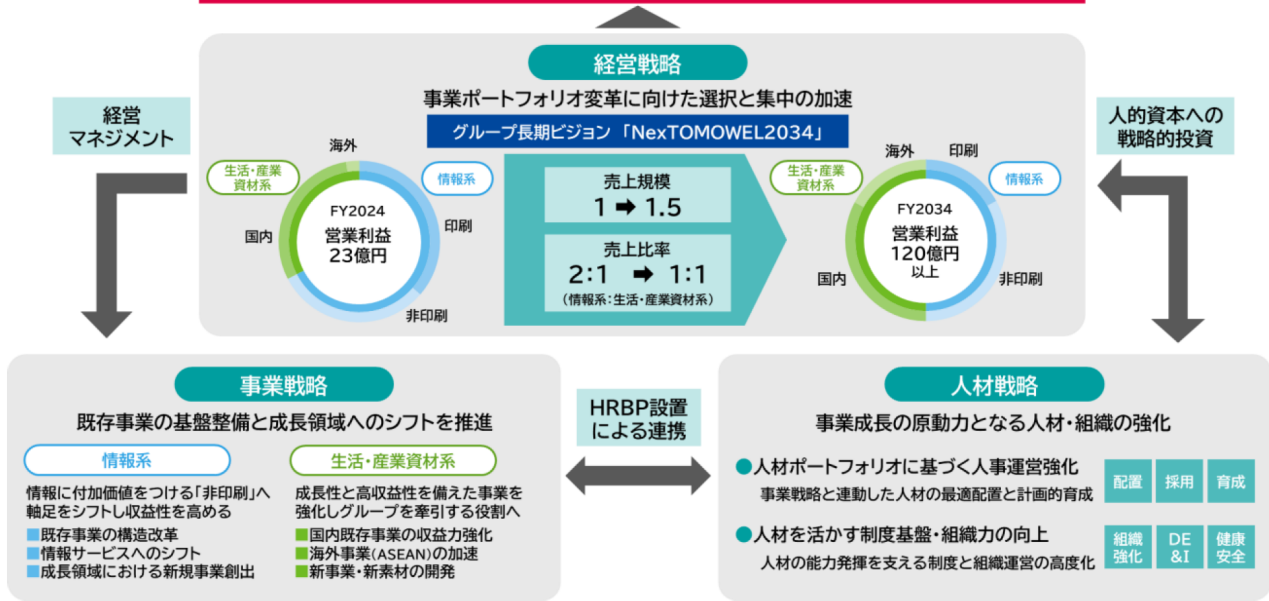 経営戦略
事業ポートフォリオ変革に向けた選択と集中の加速
グループ長期ビジョン 「NexTOMOWEL2034」
経営
マネジメント
人的資本への
戦略的投資
海外
生活・産業
資材系
情報系
FY2024
営業利益
23億円
国内
印刷
非印刷
売上規模
1 ➡ 1.5
売上比率
2:1 ➡ 1:1
(情報系:生活・産業資材系)
海外
印刷
生活・産業
資材系
情報系
FY2034
営業利益
120億円
以上
国内
非印刷
事業戦略
既存事業の基盤整備と成長領域へのシフトを推進
情報系
情報に付加価値をつける「非印刷」へ
軸足をシフトし収益性を高める
■既存事業の構造改革
■情報サービスへのシフト
■成長領域における新規事業創出
生活・産業資材系
成長性と高収益性を備えた事業を
強化しグループを牽引する役割へ
■国内既存事業の収益力強化
■海外事業(ASEAN)の加速
■新事業・新素材の開発
HRBP設置
による連携
人材戦略
事業成長の原動力となる人材・組織の強化
●人材ポートフォリオに基づく人事運営強化
事業戦略と連動した人材の最適配置と計画的育成
配置
採用
育成
●人材を活かす制度基盤・組織力の向上
人材の能力発揮を支える制度と組織運営の高度化
組織
強化
DE
&I
健康
安全